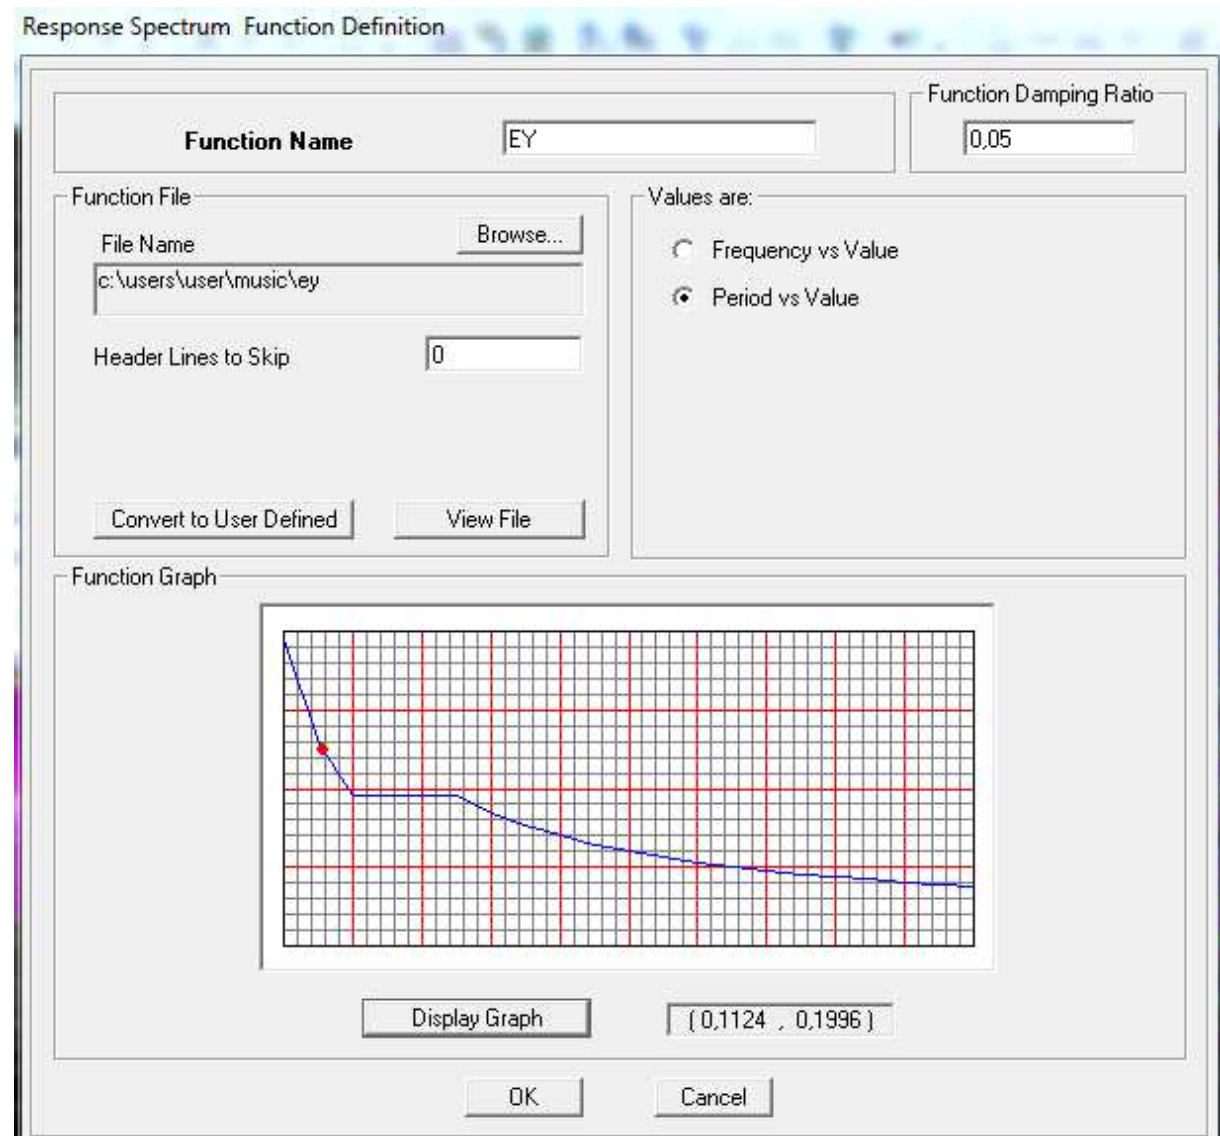 Response Spectrum Function Definition
Function Name
EY
Function Damping Ratio
0,05
Function File
File Name
Browse...
c:\users\user\music\ey
Header Lines to Skip
0
Convert to User Defined
View File
Values are:
Frequency vs Value
Period vs Value
Function Graph
Display Graph
( 0,1124 , 0,1996 )
OK
Cancel